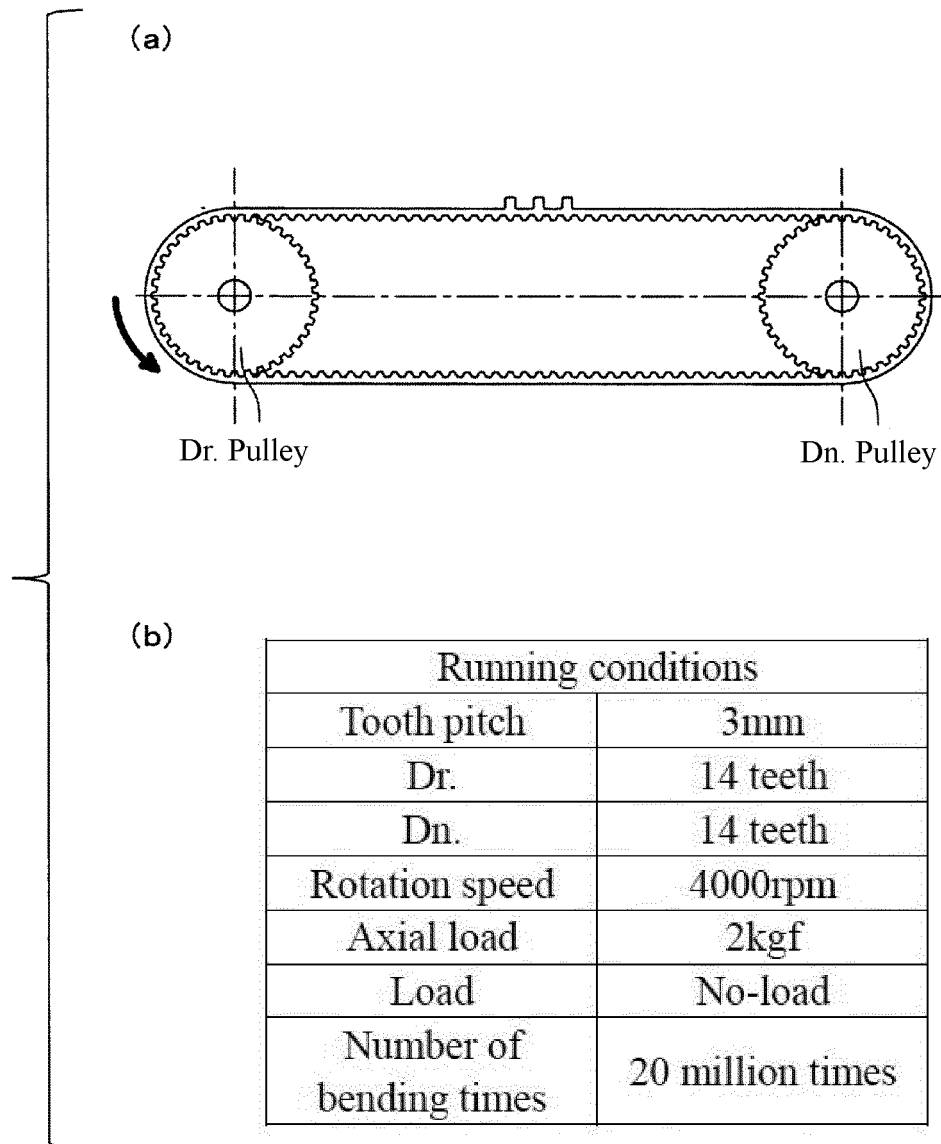 (a)
Dr. Pulley
Dn. Pulley
(b)
Running conditions
Tooth pitch 3mm
Dr. 14 teeth
Dn. 14 teeth
Rotation speed 4000rpm
Axial load 2kgf
Load No-load
Number of
bending times 20 million times